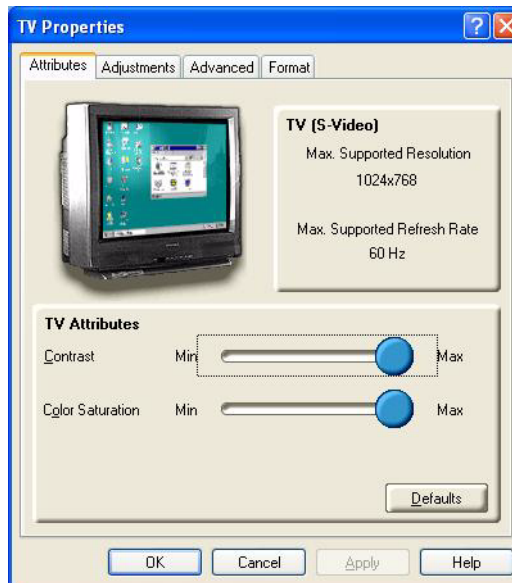 TV Properties
?
Attributes Adjustments Advanced Format
TV (S-Video)
Max. Supported Resolution
1024x768
Max. Supported Refresh Rate
60 Hz
TV Attributes
Contrast Min Max
Color Saturation Min Max
Defaults
OK Cancel Apply Help